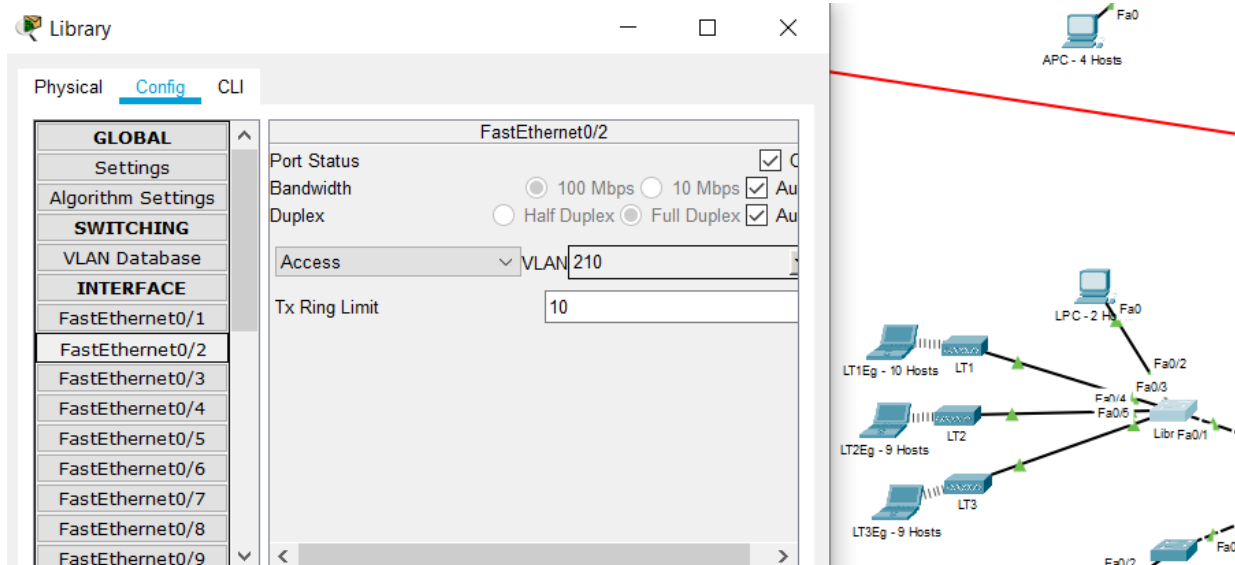 Library
Physical Config CLI
GLOBAL
Settings
Algorithm Settings
SWITCHING
VLAN Database
INTERFACE
FastEthernet0/1
FastEthernet0/2
FastEthernet0/3
FastEthernet0/4
FastEthernet0/5
FastEthernet0/6
FastEthernet0/7
FastEthernet0/8
FastEthernet0/9
FastEthernet0/2
Port Status
Bandwidth 100 Mbps 10 Mbps Au
Duplex Half Duplex Full Duplex Au
Access VLAN 210
Tx Ring Limit 10
Fa0
APC - 4 Hosts
LPC - 2 H Fa0
LT1Eg - 10 Hosts LT1
Fa0/2
Fa0/3
Fa0/4
Fa0/5
Libr Fa0/1
LT2Eg - 9 Hosts LT2
LT3Eg - 9 Hosts LT3
Fa0/2
Fa0